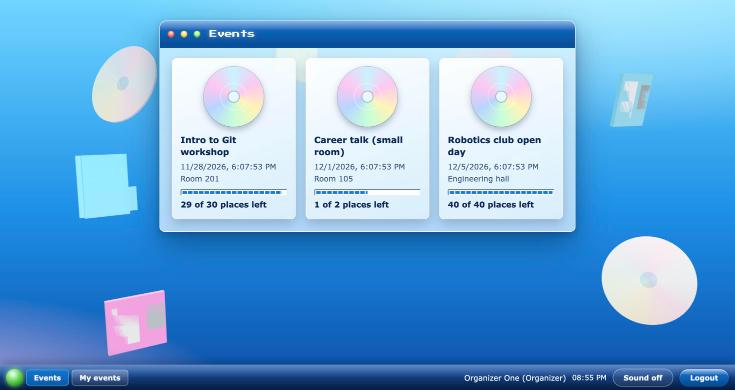 Events
Intro to Git
workshop
11/28/2026, 6:07:53 PM
Room 201
29 of 30 places left
Career talk (small
room)
12/1/2026, 6:07:53 PM
Room 105
1 of 2 places left
Robotics club open
day
12/5/2026, 6:07:53 PM
Engineering hall
40 of 40 places left
Events
My events
Organizer One (Organizer)
08:55 PM
Sound off
Logout